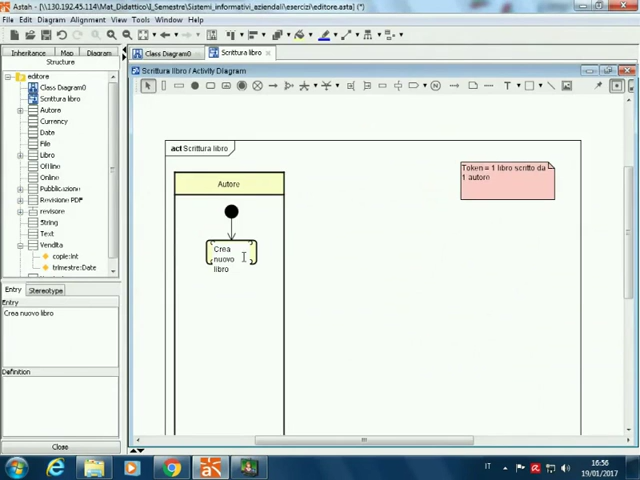 Astah - [\\130.192.45.114\Mat_Didattico\I_Semestre\Sistemi_informativi_aziendali\esercizi\editore.asta] *
File Edit Diagram Alignment View Tools Window Help
Inheritance Map Diagram
Structure
editore
Class Diagram0
Scrittura libro
Autore
Currency
Date
File
Libro
Offline
Online
Pubblicazione
Revisione PDF
revisore
String
Text
Vendita
copie:Int
trimestre:Date
Entry Stereotype
Entry
Crea nuovo libro
Definition
Close
Class Diagram0
Scrittura libro
Scrittura libro / Activity Diagram
N
T
act Scrittura libro
Autore
Crea
nuovo
libro
Token = 1 libro scritto da
1 autore
IT
16:56
19/01/2017